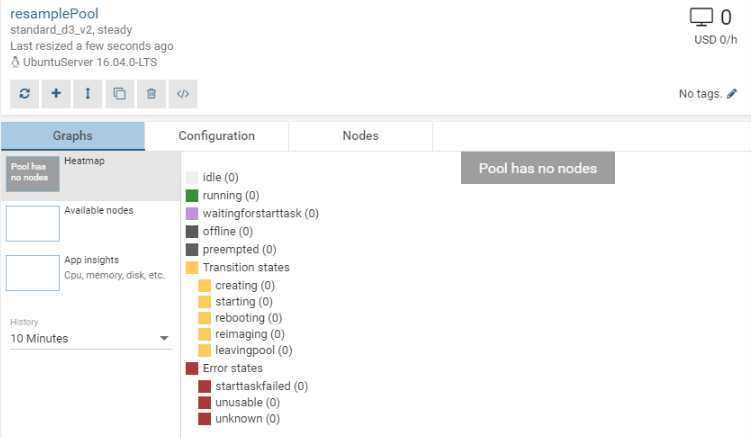 resamplePool
standard_d3_v2, steady
Last resized a few seconds ago
UbuntuServer 16.04.0-LTS
0
USD 0/h
No tags.
Graphs
Configuration
Nodes
Pool has
no nodes
Heatmap
Available nodes
App insights
Cpu, memory, disk, etc.
History
10 Minutes
idle (0)
running (0)
waitingforstarttask (0)
offline (0)
preempted (0)
Transition states
creating (0)
starting (0)
rebooting (0)
reimaging (0)
leavingpool (0)
Error states
starttaskfailed (0)
unusable (0)
unknown (0)
Pool has no nodes